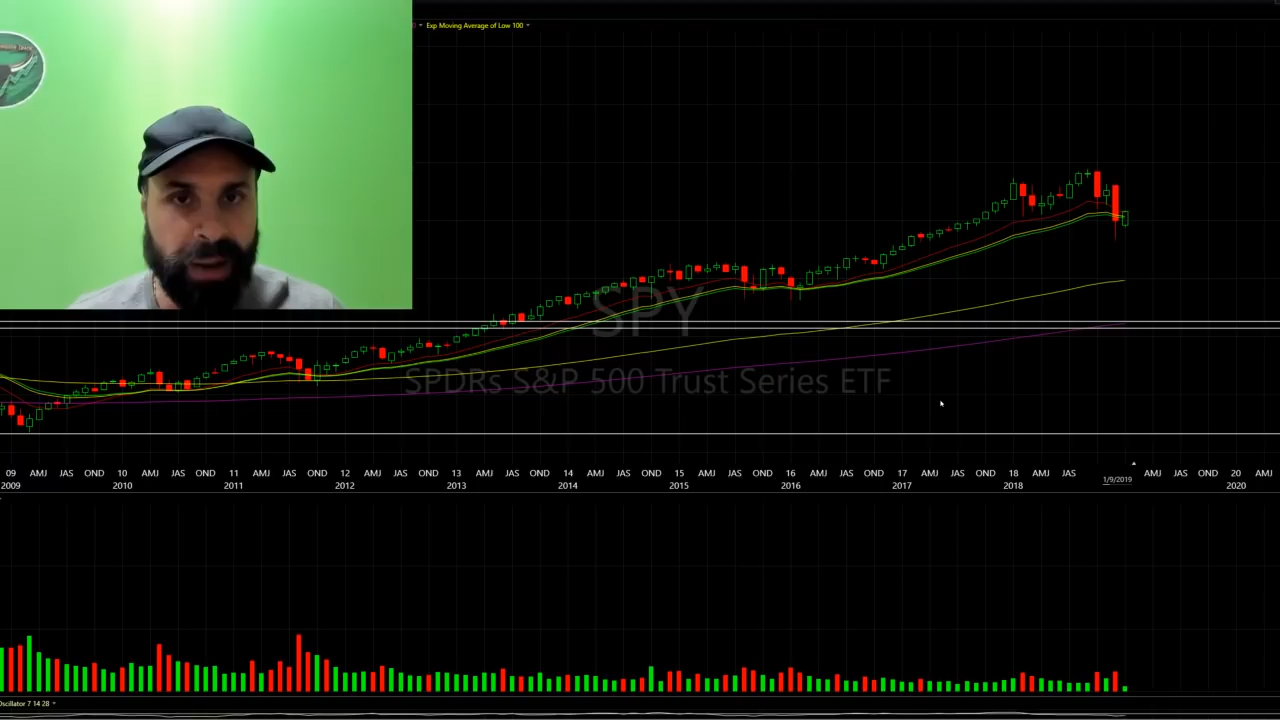 Exp Moving Average of Low 100
SPY
SPDRs S&P 500 Trust Series ETF
09 AMJ JAS OND 10 AMJ JAS OND 11 AMJ JAS OND 12 AMJ JAS OND 13 AMJ JAS OND 14 AMJ JAS OND 15 AMJ JAS OND 16 AMJ JAS OND 17 AMJ JAS OND 18 AMJ JAS AMJ JAS OND 20 AMJ
2009 2010 2011 2012 2013 2014 2015 2016 2017 2018 1/9/2019 2020
Oscillator 7 14 28